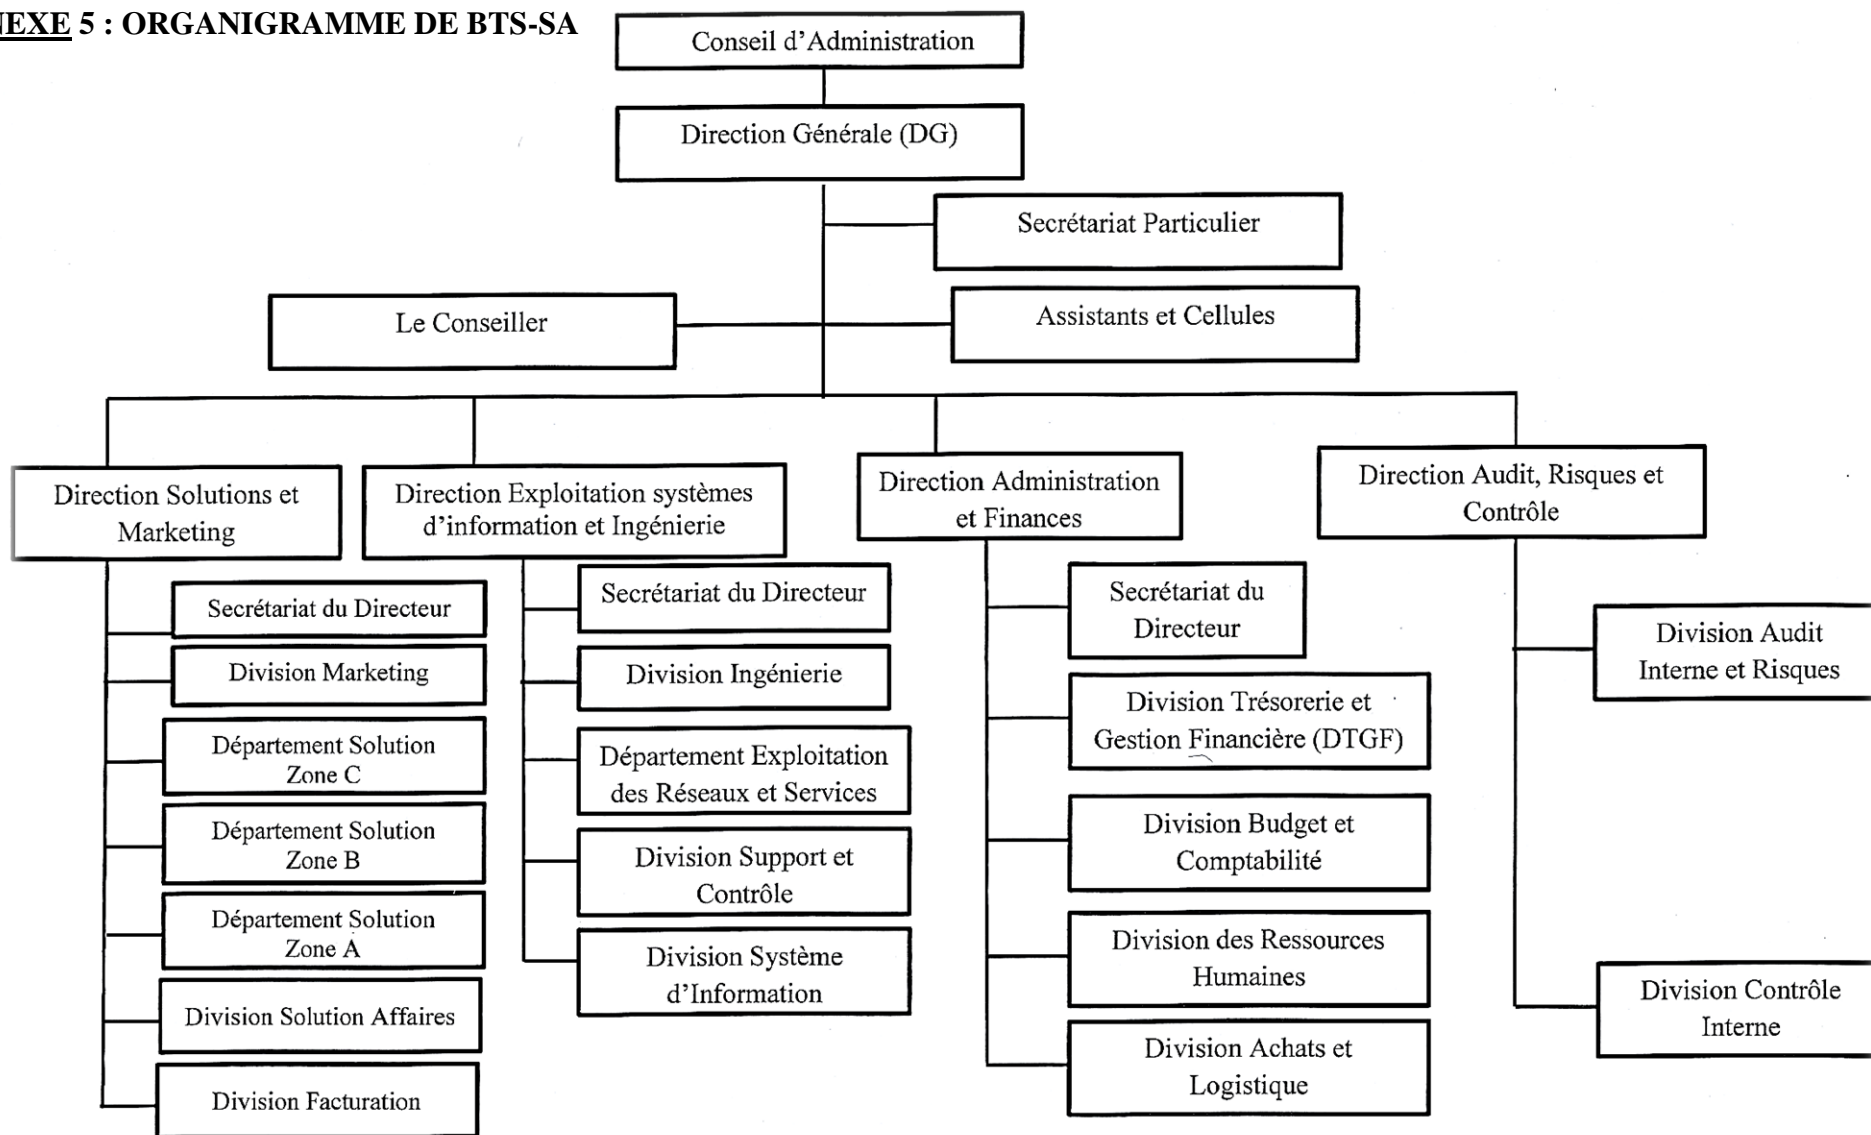 NEXE 5 : ORGANIGRAMME DE BTS-SA
Conseil d'Administration
Direction Générale (DG)
Secrétariat Particulier
Le Conseiller
Assistants et Cellules
Direction Solutions et
Marketing
Secrétariat du Directeur
Division Marketing
Département Solution
Zone C
Département Solution
Zone B
Département Solution
Zone A
Division Solution Affaires
Division Facturation
Direction Exploitation systèmes
d'information et Ingénierie
Secrétariat du Directeur
Division Ingénierie
Département Exploitation
des Réseaux et Services
Division Support et
Contrôle
Division Système
d'Information
Direction Administration
et Finances
Secrétariat du
Directeur
Division Trésorerie et
Gestion Financière (DTGF)
Division Budget et
Comptabilité
Division des Ressources
Humaines
Division Achats et
Logistique
Direction Audit, Risques et
Contrôle
Division Audit
Interne et Risques
Division Contrôle
Interne